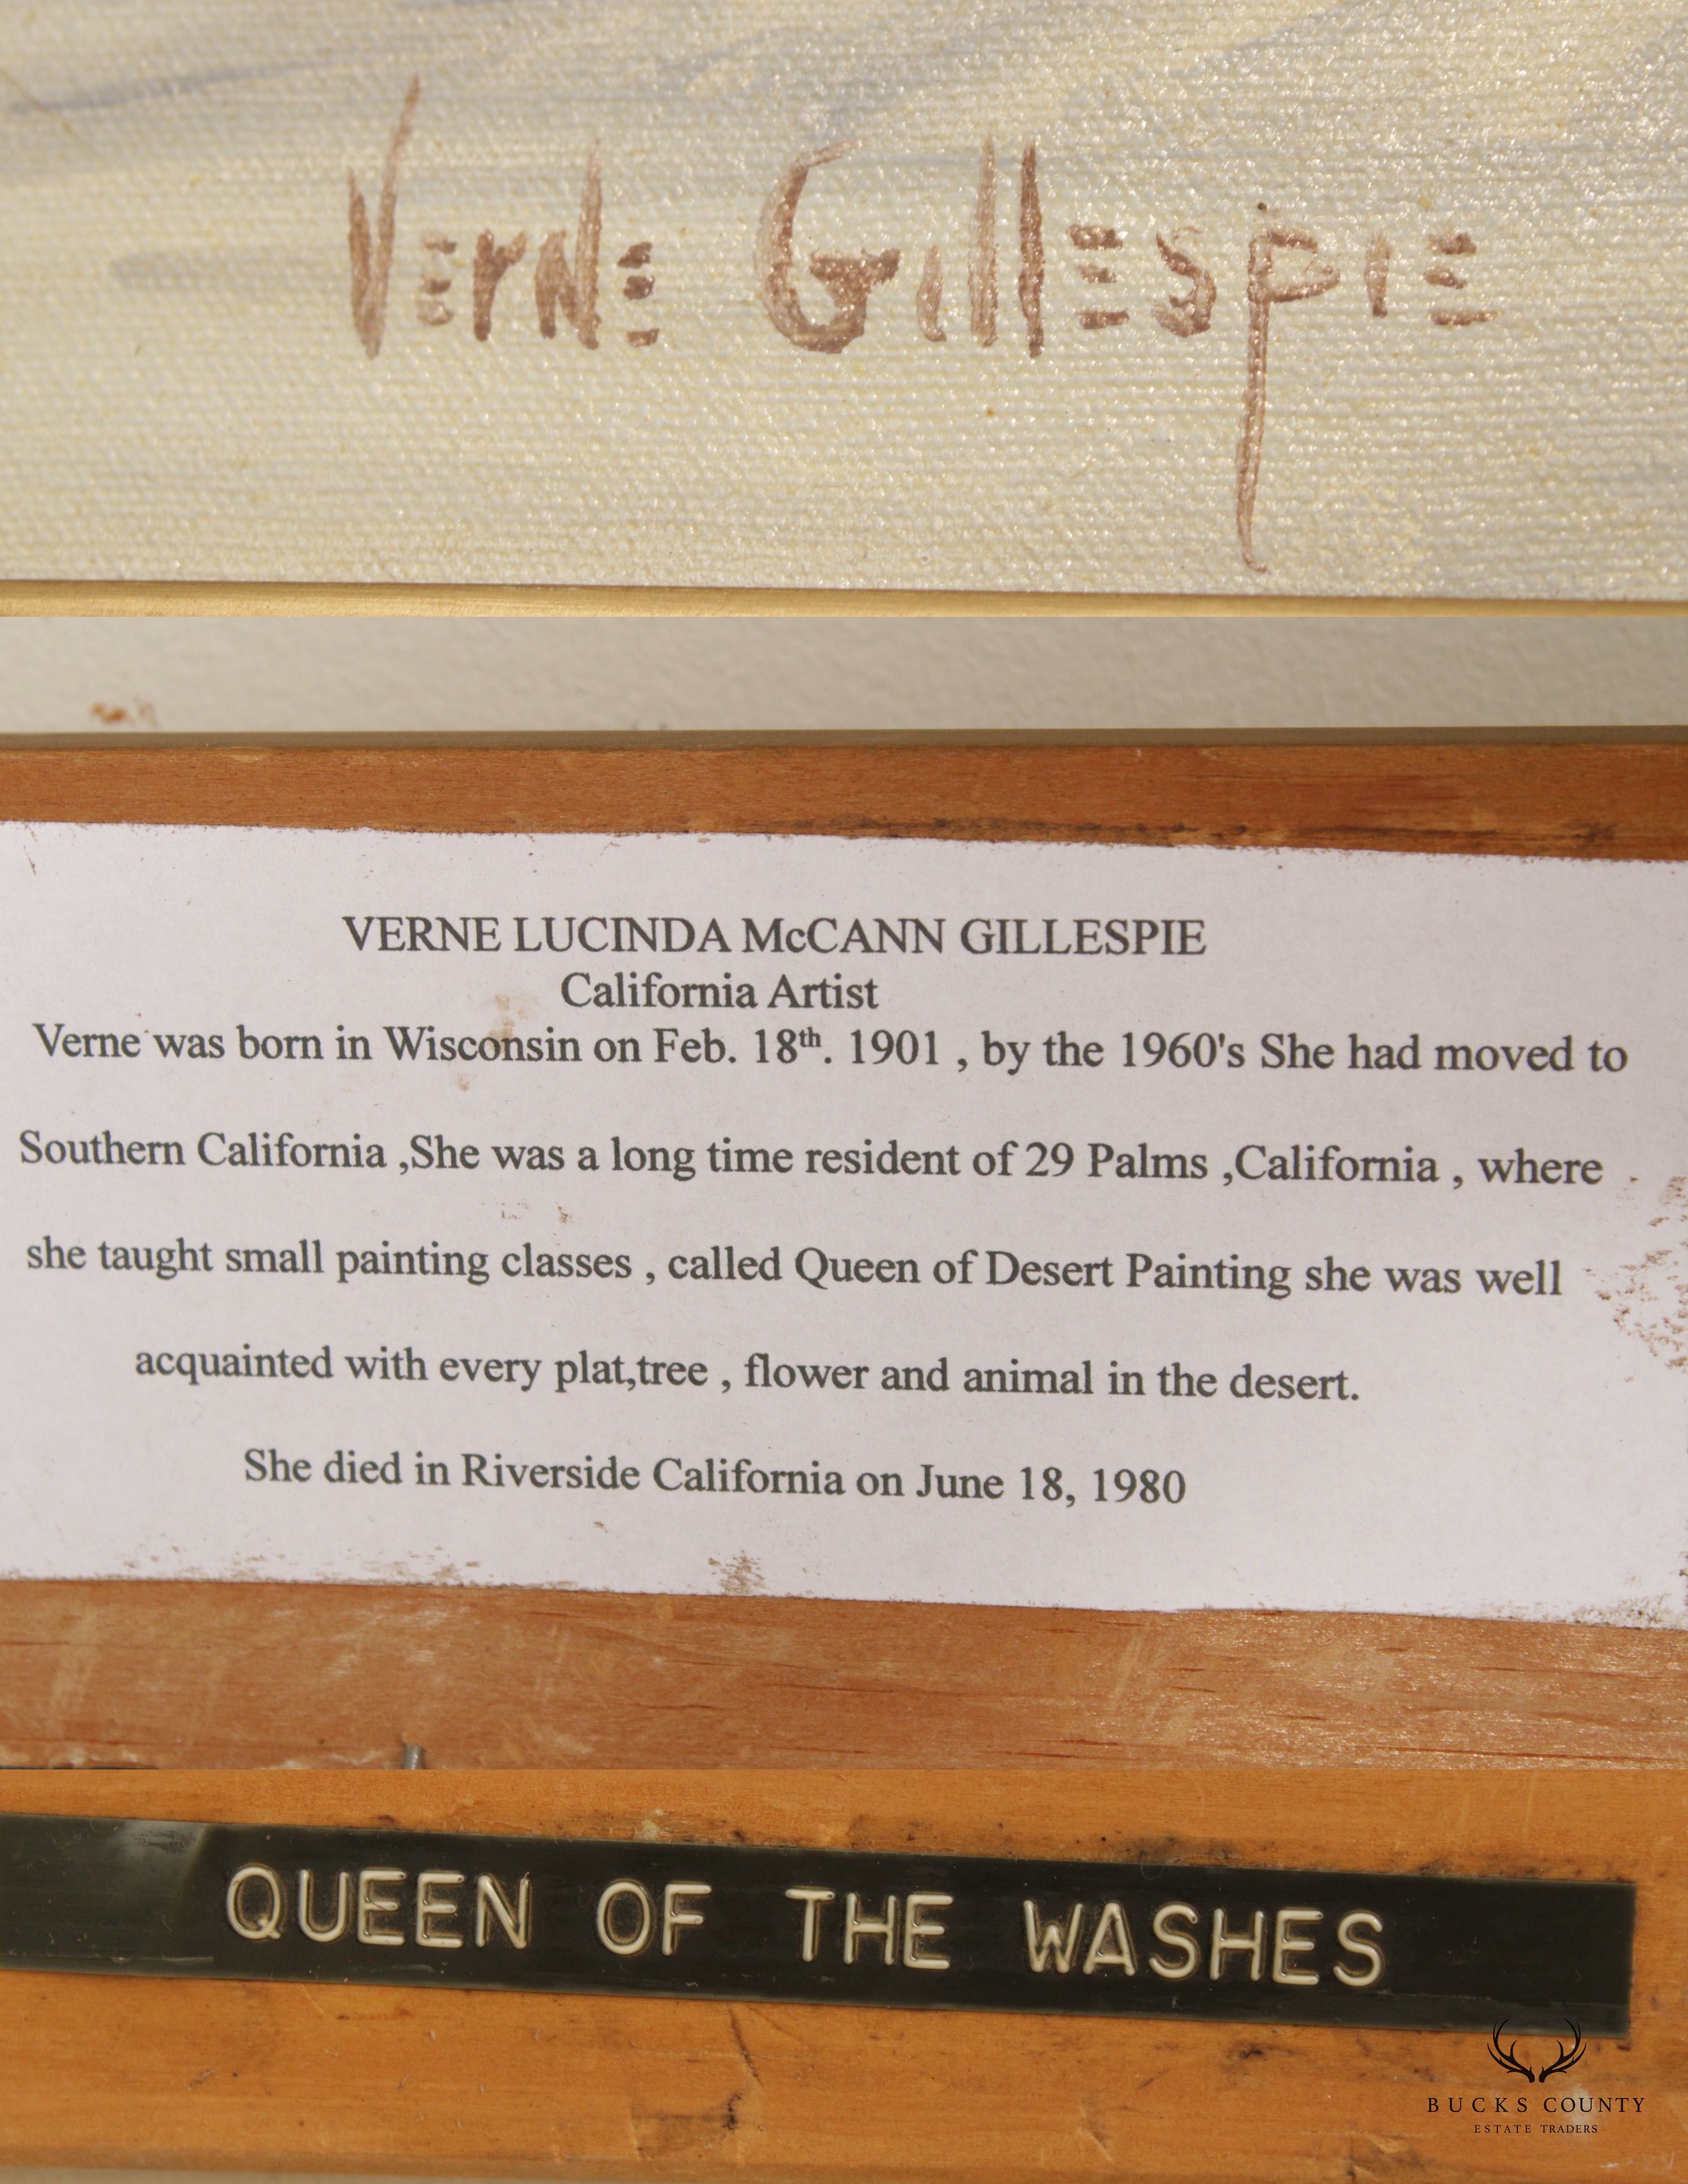 Verne Gillespie
VERNE LUCINDA McCANN GILLESPIE
California Artist
Verne was born in Wisconsin on Feb. 18th. 1901 , by the 1960's She had moved to
Southern California ,She was a long time resident of 29 Palms ,California , where
she taught small painting classes , called Queen of Desert Painting she was well
acquainted with every plat,tree , flower and animal in the desert.
She died in Riverside California on June 18, 1980
QUEEN OF THE WASHES
BUCKS COUNTY
ESTATE TRADERS